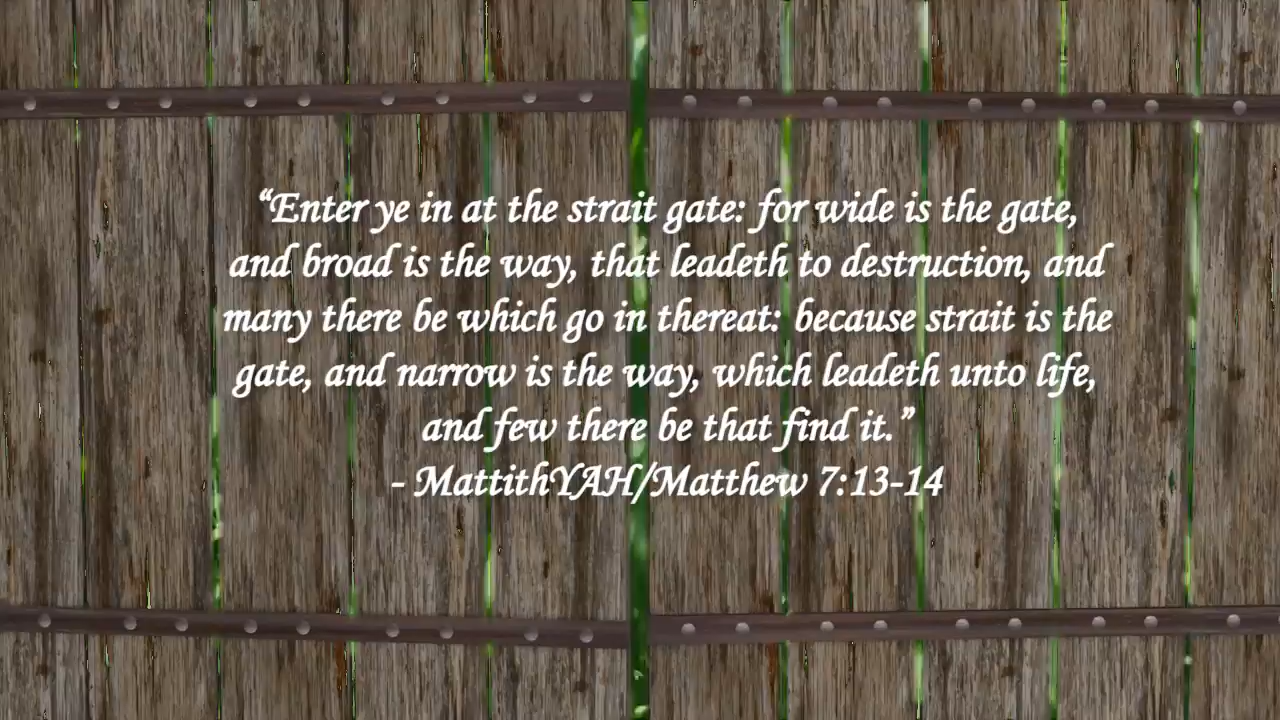 “Enter ye in at the strait gate: for wide is the gate,
and broad is the way, that leadeth to destruction, and
many there be which go in thereat: because strait is the
gate, and narrow is the way, which leadeth unto life,
and few there be that find it.”
- MattithYAH/Matthew 7:13-14